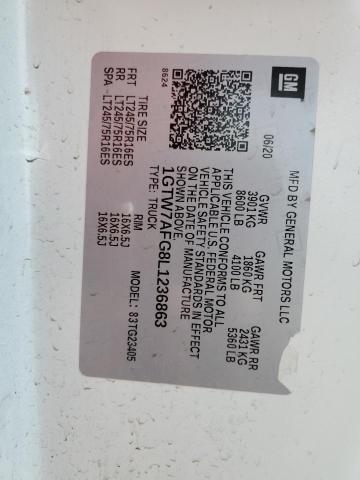 GM
MFD BY GENERAL MOTORS LLC
06/20
GVWR GAWR FRT GAWR RR
3901 KG 1860 KG 2431 KG
8600 LB 4100 LB 5360 LB
THIS VEHICLE CONFORMS TO ALL
APPLICABLE U.S. FEDERAL MOTOR
VEHICLE SAFETY STANDARDS IN EFFECT
ON THE DATE OF MANUFACTURE
SHOWN ABOVE.
1GTW7AFG8L1236863
TYPE: TRUCK MODEL: 83TG23405
8624
TIRE SIZE RIM
FRT LT245/75R16ES 16X6.5J
RR LT245/75R16ES 16X6.5J
SPA LT245/75R16ES 16X6.5J